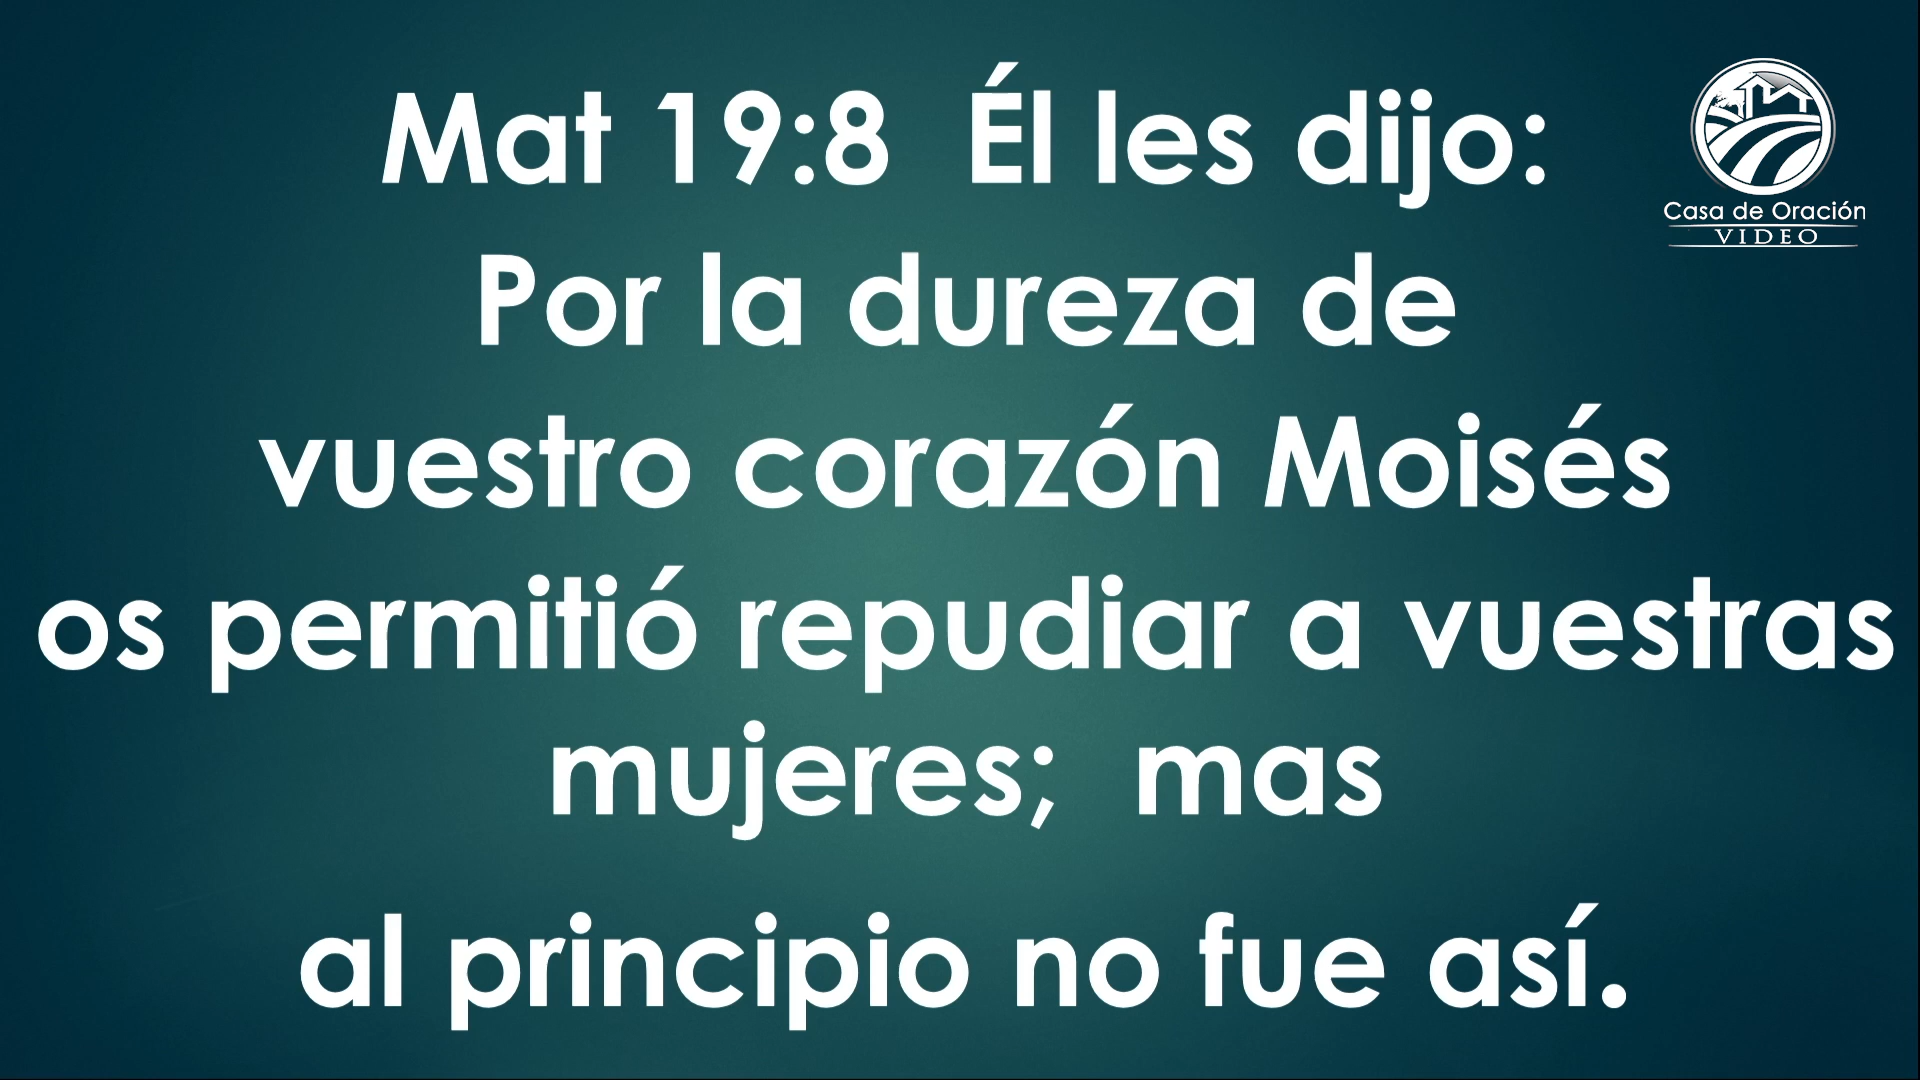 Mat 19:8  Él les dijo:
Por la dureza de
vuestro corazón Moisés
os permitió repudiar a vuestras
mujeres;  mas
al principio no fue así.
Casa de Oración
VIDEO